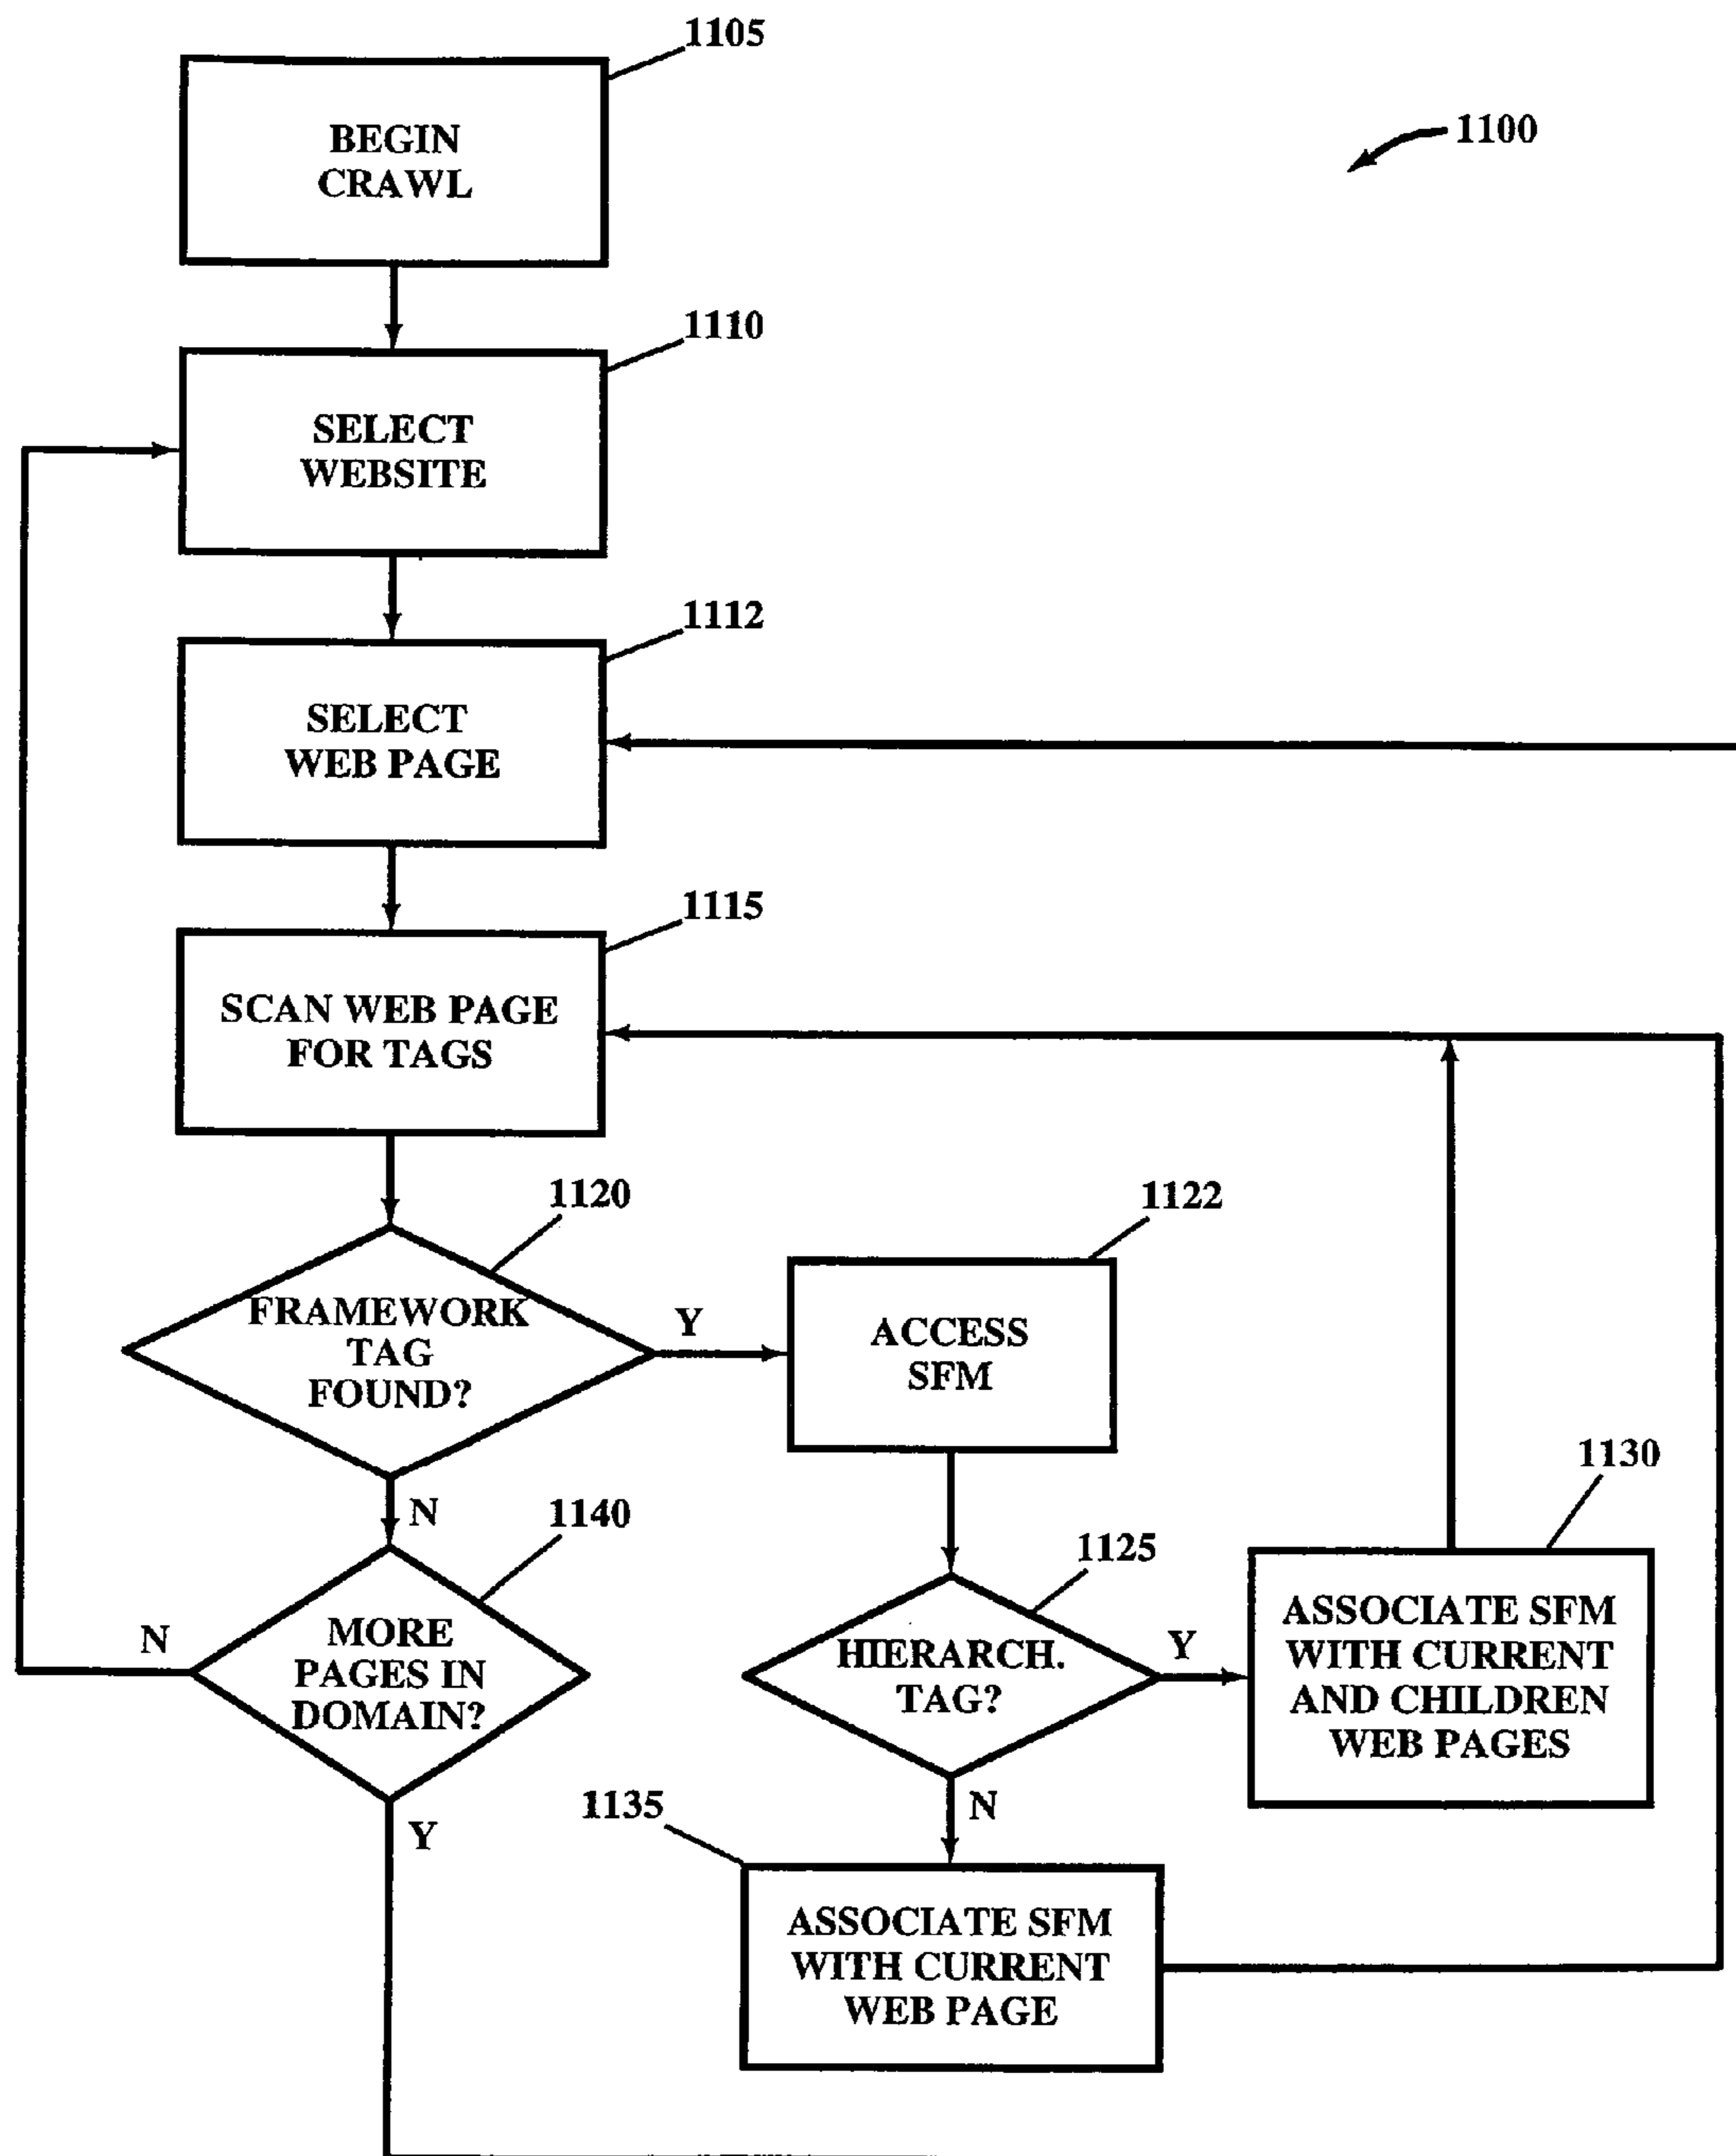 1105
BEGIN
CRAWL
1100
1110
SELECT
WEBSITE
1112
SELECT
WEB PAGE
1115
SCAN WEB PAGE
FOR TAGS
1120
FRAMEWORK
TAG
FOUND?
Y
N
1122
ACCESS
SFM
1125
HIERARCH.
TAG?
Y
N
1130
ASSOCIATE SFM
WITH CURRENT
AND CHILDREN
WEB PAGES
1140
MORE
PAGES IN
DOMAIN?
N
Y
1135
ASSOCIATE SFM
WITH CURRENT
WEB PAGE